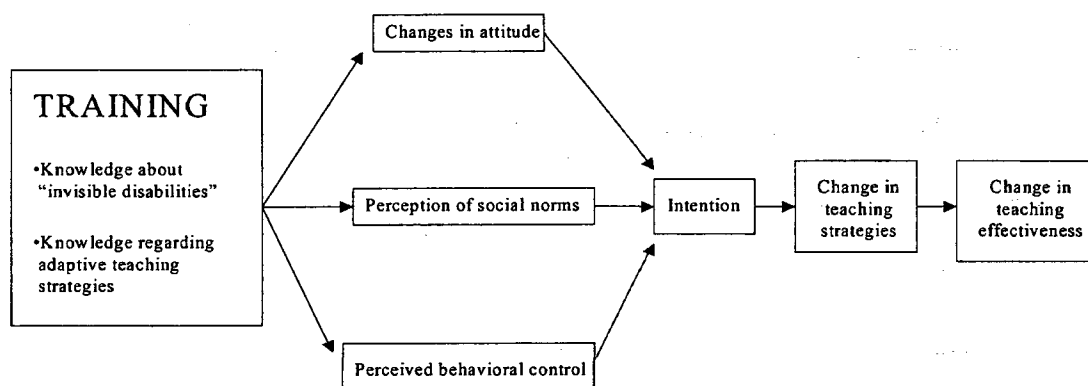 TRAINING
•Knowledge about
“invisible disabilities”
•Knowledge regarding
adaptive teaching
strategies
Changes in attitude
Perception of social norms
Perceived behavioral control
Intention
Change in
teaching
strategies
Change in
teaching
effectiveness